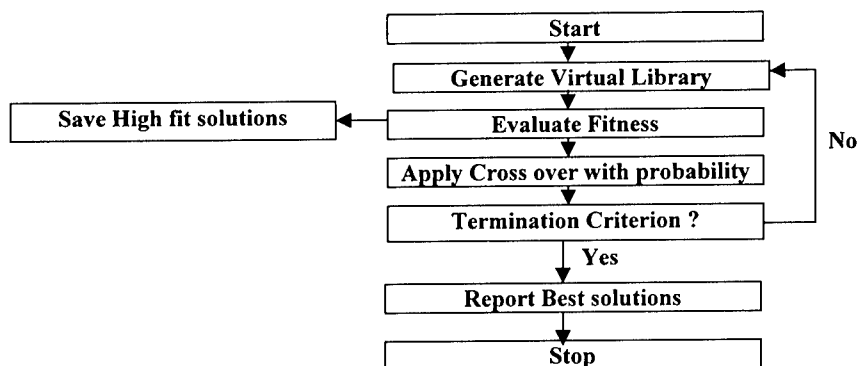 Start
Generate Virtual Library
Save High fit solutions
Evaluate Fitness
No
Apply Cross over with probability
Termination Criterion ?
Yes
Report Best solutions
Stop